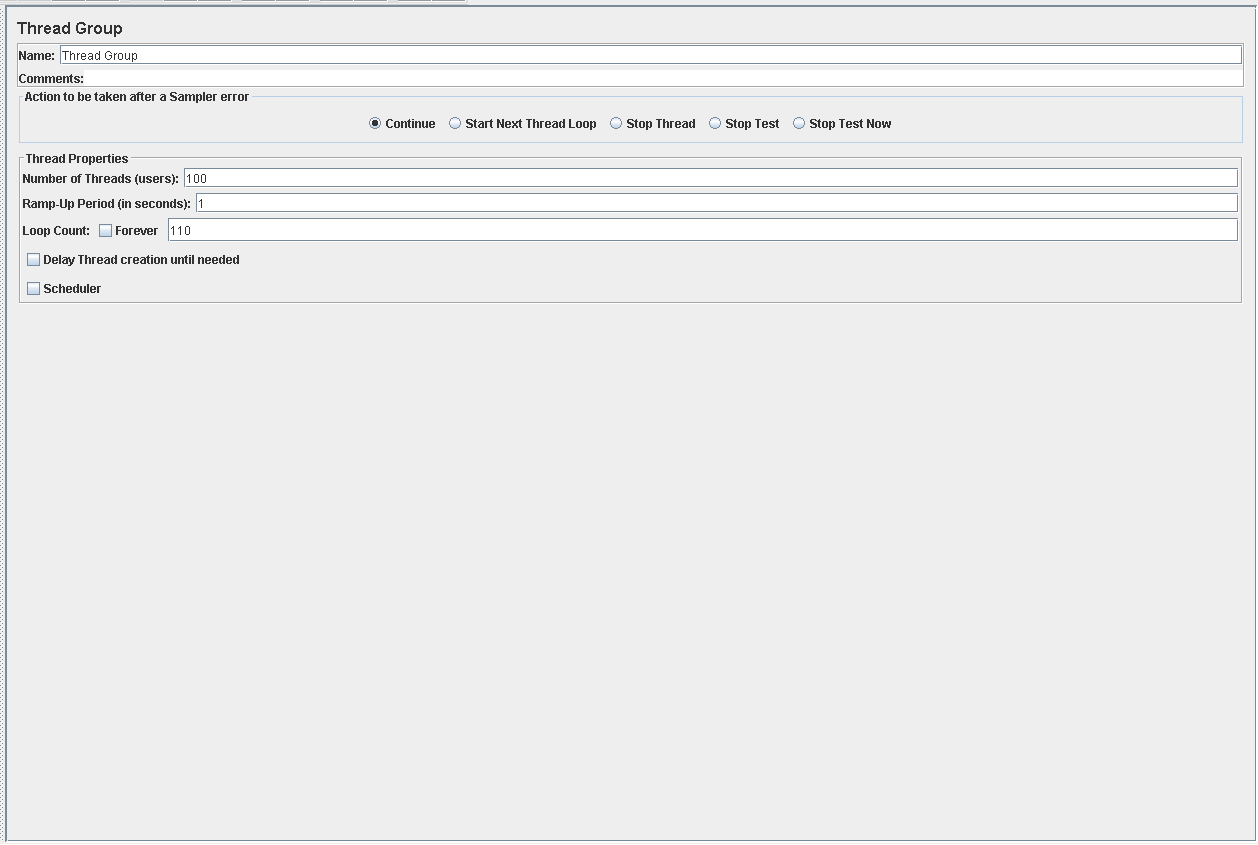 Thread Group
Name: Thread Group
Comments:
Action to be taken after a Sampler error
Continue Start Next Thread Loop Stop Thread Stop Test Stop Test Now
Thread Properties
Number of Threads (users): 100
Ramp-Up Period (in seconds): 1
Loop Count: Forever 110
Delay Thread creation until needed
Scheduler